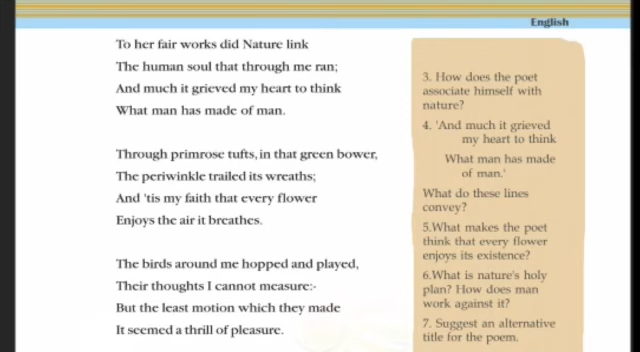 English
To her fair works did Nature link
The human soul that through me ran;
And much it grieved my heart to think
What man has made of man.
Through primrose tufts, in that green bower,
The periwinkle trailed its wreaths;
And 'tis my faith that every flower
Enjoys the air it breathes.
The birds around me hopped and played,
Their thoughts I cannot measure:-
But the least motion which they made
It seemed a thrill of pleasure.
3. How does the poet
associate himself with
nature?
4. 'And much it grieved
my heart to think
What man has made
of man.'
What do these lines
convey?
5.What makes the poet
think that every flower
enjoys its existence?
6.What is nature's holy
plan? How does man
work against it?
7. Suggest an alternative
title for the poem.